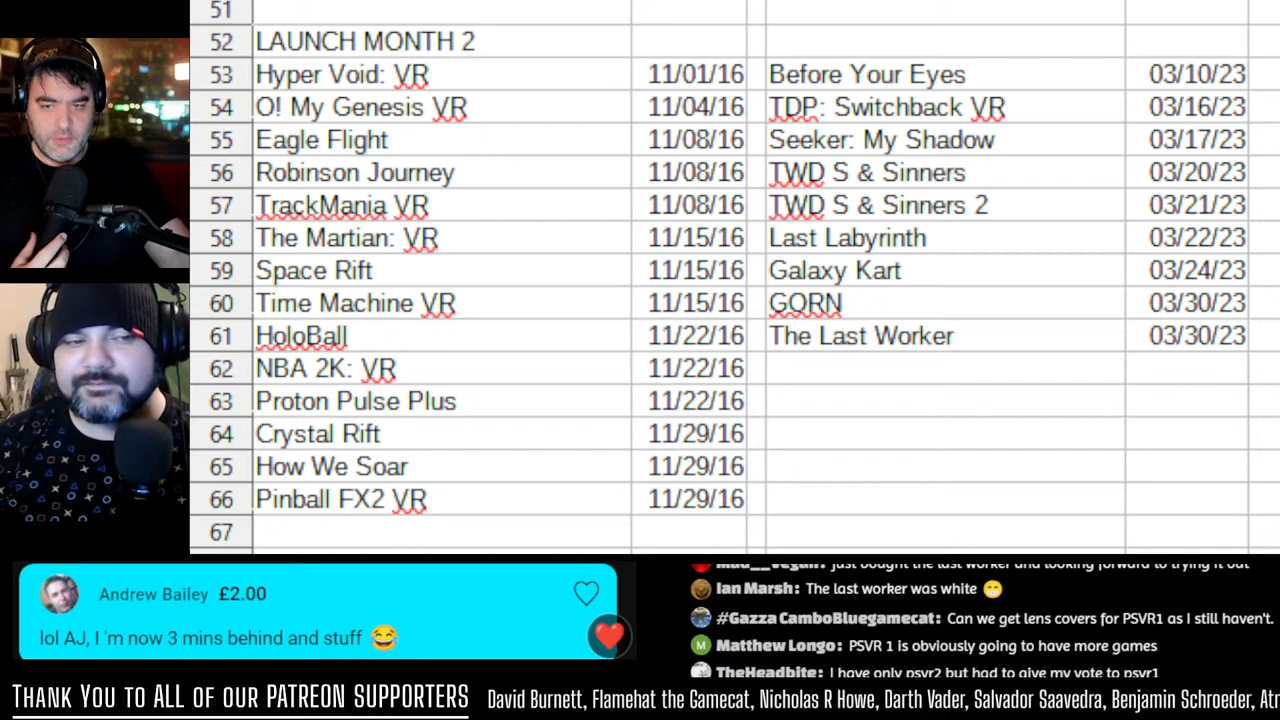 51
52 LAUNCH MONTH 2
53 Hyper Void: VR 11/01/16 Before Your Eyes 03/10/23
54 O! My Genesis VR 11/04/16 TDP: Switchback VR 03/16/23
55 Eagle Flight 11/08/16 Seeker: My Shadow 03/17/23
56 Robinson Journey 11/08/16 TWD S & Sinners 03/20/23
57 TrackMania VR 11/08/16 TWD S & Sinners 2 03/21/23
58 The Martian: VR 11/15/16 Last Labyrinth 03/22/23
59 Space Rift 11/15/16 Galaxy Kart 03/24/23
60 Time Machine VR 11/15/16 GORN 03/30/23
61 HoloBall 11/22/16 The Last Worker 03/30/23
62 NBA 2K: VR 11/22/16
63 Proton Pulse Plus 11/22/16
64 Crystal Rift 11/29/16
65 How We Soar 11/29/16
66 Pinball FX2 VR 11/29/16
67
Andrew Bailey £2.00
lol AJ, I 'm now 3 mins behind and stuff 😂
Mad__Vegan: just bought the last worker and looking forward to trying it out
Ian Marsh: The last worker was white 😁
#Gazza CamboBluegamecat: Can we get lens covers for PSVR1 as I still haven't.
M Matthew Longo: PSVR 1 is obviously going to have more games
TheHeadbite: I have only psvr2 but had to give my vote to psvr1
THANK YOU TO ALL OF OUR PATREON SUPPORTERS David Burnett, Flamehat the Gamecat, Nicholas R Howe, Darth Vader, Salvador Saavedra, Benjamin Schroeder, Atr